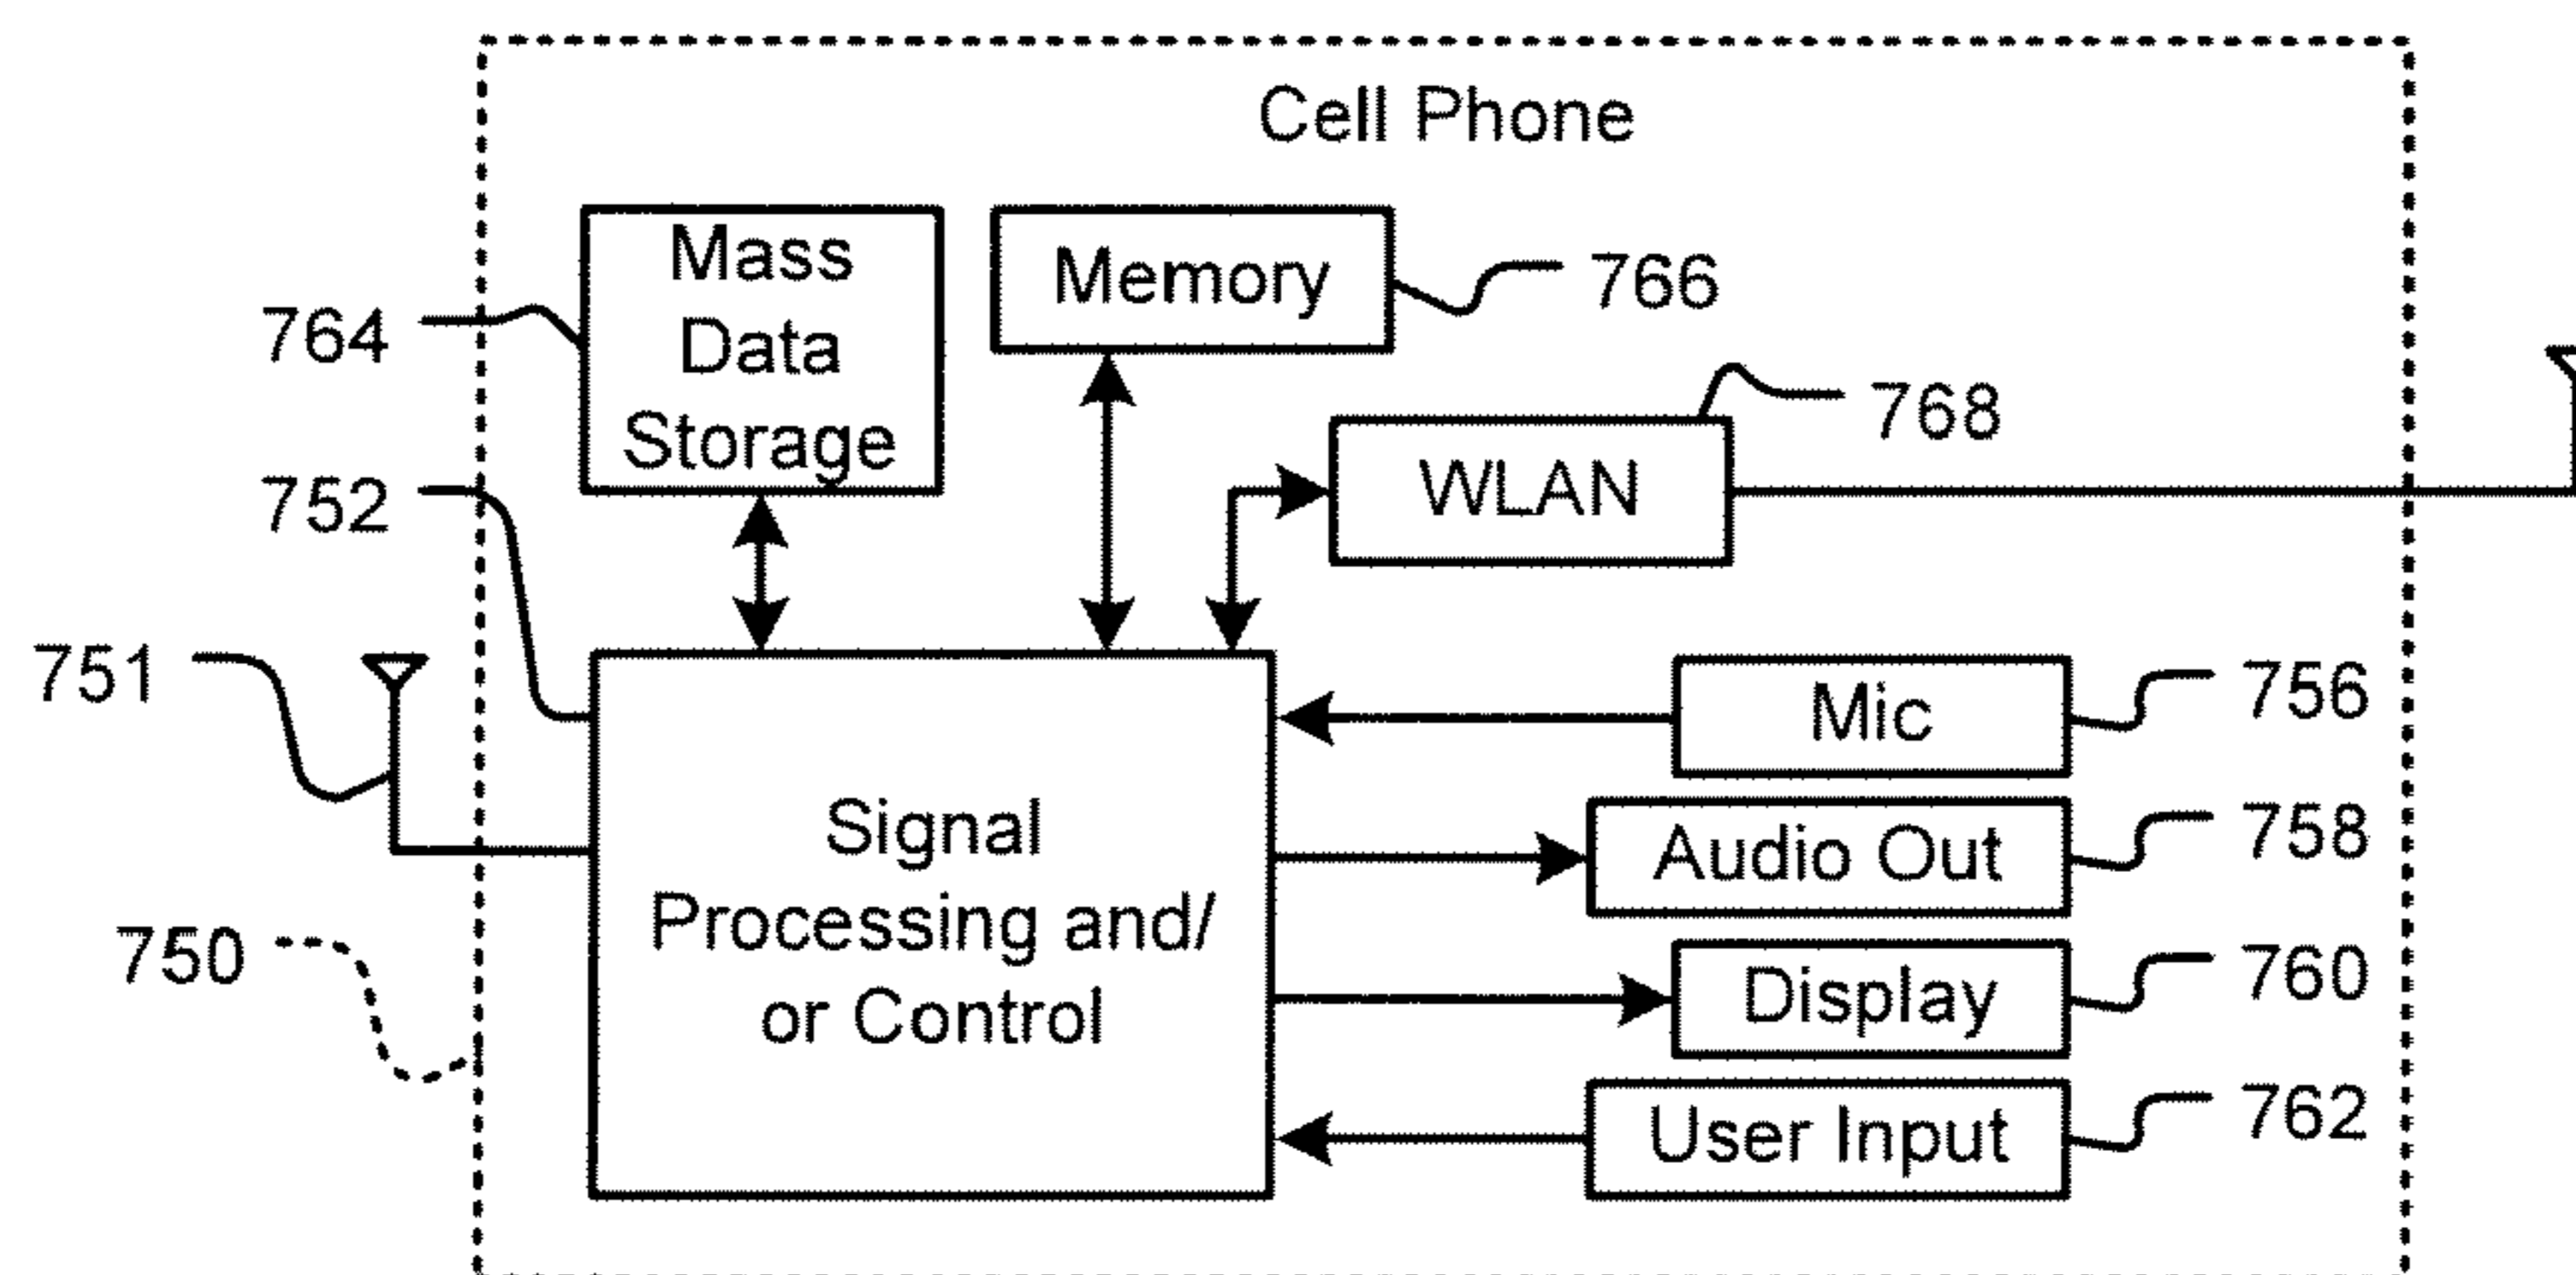 Cell Phone
Mass
Data
Storage
Memory
766
764
768
WLAN
752
751
Mic
756
Signal
Processing and/
or Control
Audio Out
758
750
Display
760
User Input
762